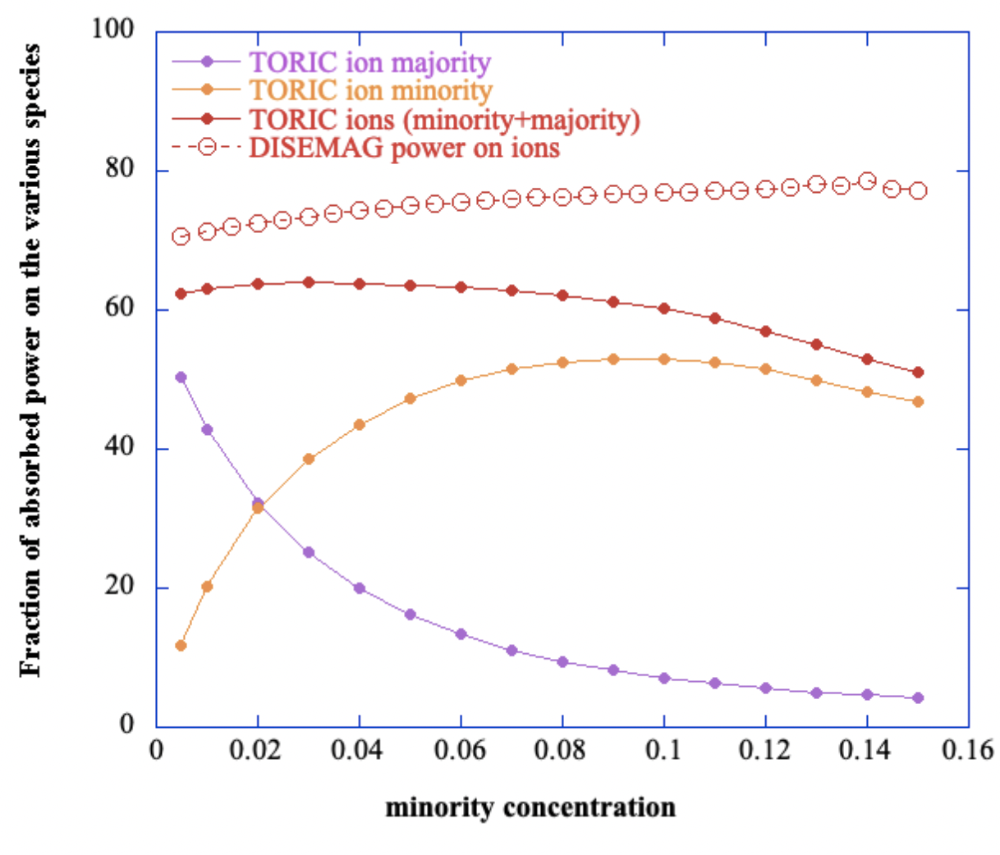 Fraction of absorbed power on the various species
100
80
60
40
20
0
TORIC ion majority
TORIC ion minority
TORIC ions (minority+majority)
DISEMAG power on ions
0 0.02 0.04 0.06 0.08 0.1 0.12 0.14 0.16
minority concentration